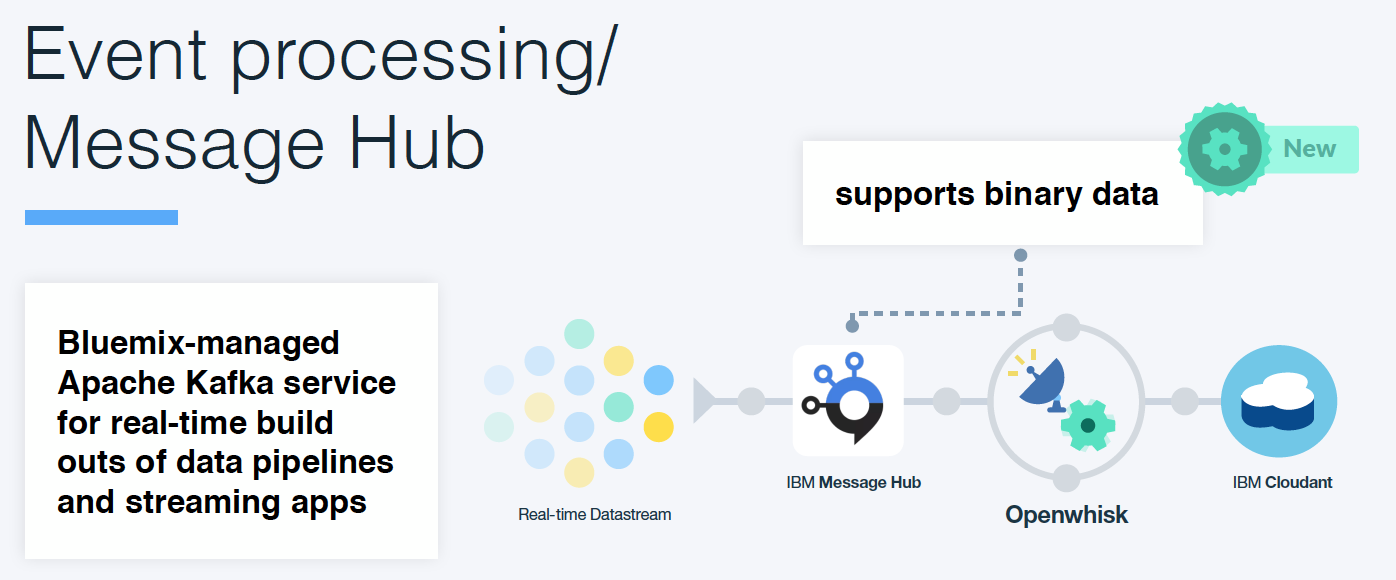 Event processing/
Message Hub
New
supports binary data
Bluemix-managed
Apache Kafka service
for real-time build
outs of data pipelines
and streaming apps
Real-time Datastream
IBM Message Hub
Openwhisk
IBM Cloudant